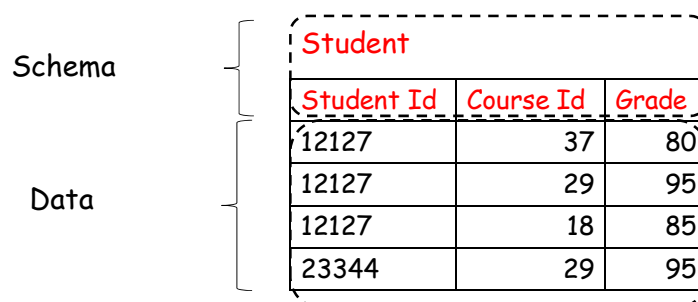 Student
Schema
Student Id Course Id Grade
12127 37 80
12127 29 95
Data
12127 18 85
23344 29 95